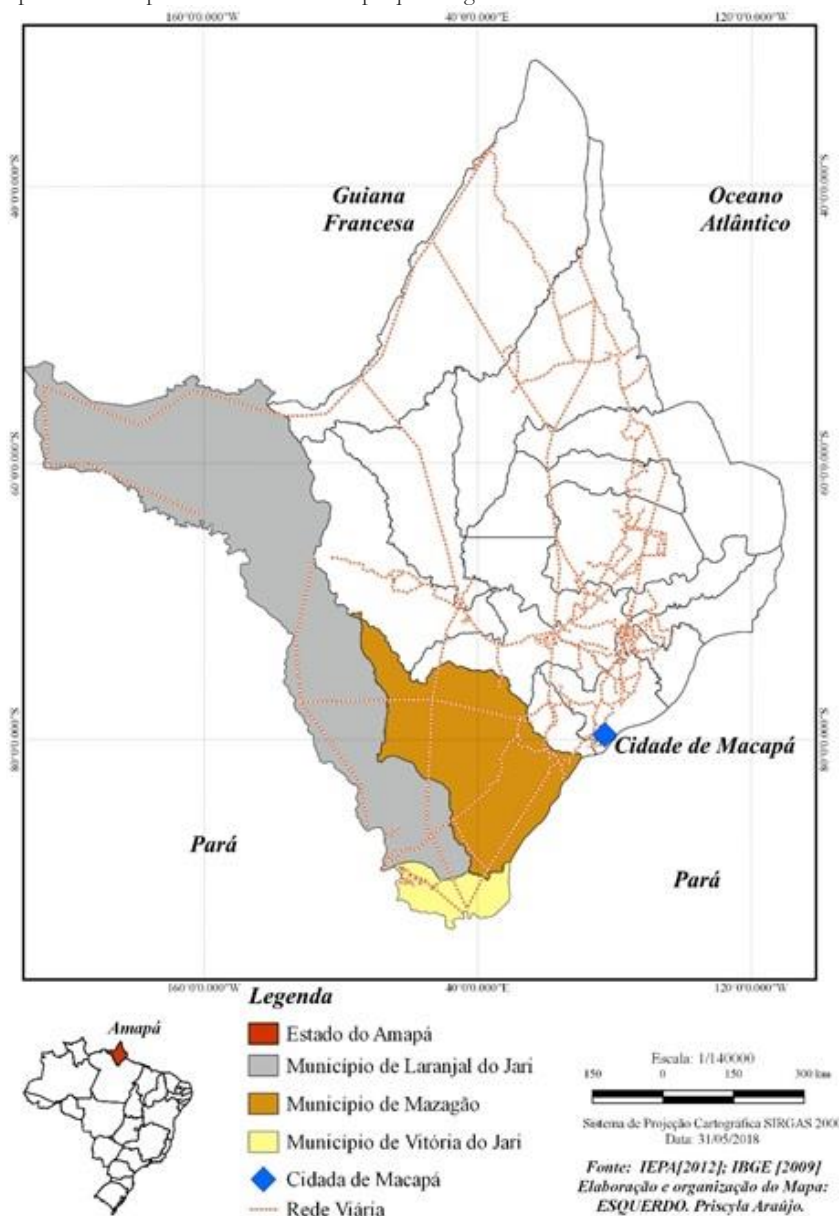 160°0'0.000"W
40°0'0.000"E
120°0'0.000"W
Guiana
Francesa
Oceano
Atlântico
Cidade de Macapá
Pará
Pará
160°0'0.000"W
40°0'0.000"E
120°0'0.000"W
Legenda
Amapá
Estado do Amapá
Município de Laranjal do Jari
Município de Mazagão
Município de Vitória do Jari
Cidada de Macapá
Rede Viária
Escala: 1/140000
150 0 150 300 km
Sistema de Projeção Cartográfica SIRGAS 200
Data: 31/05/2018
Fonte: IEPA[2012]; IBGE [2009]
Elaboração e organização do Mapa:
ESQUERDO. Priscyla Araújo.